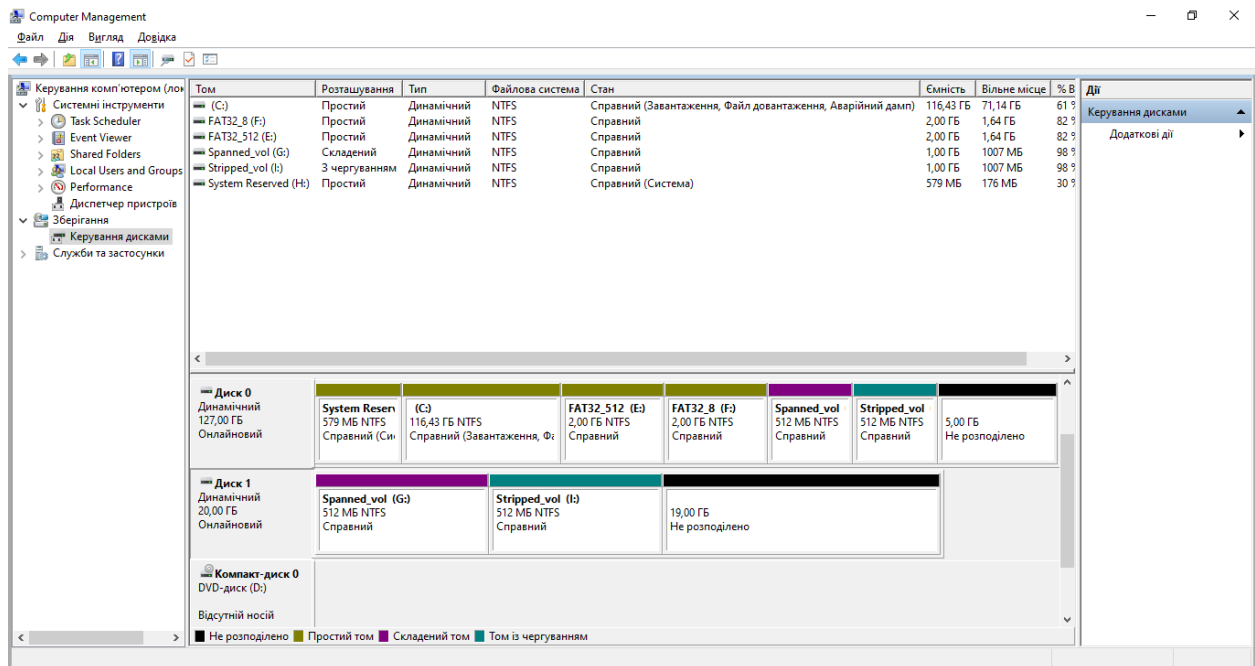 Computer Management
Файл Дія Вигляд Довідка
Керування комп'ютером (лок
Системні інструменти
Task Scheduler
Event Viewer
Shared Folders
Local Users and Groups
Performance
Диспетчер пристроїв
Зберігання
Керування дисками
Служби та застосунки
Том Розташування Тип Файлова система Стан Ємність Вільне місце % В
(C:) Простий Динамічний NTFS Справний (Завантаження, Файл довантаження, Аварійний дамп) 116,43 ГБ 71,14 ГБ 61 %
FAT32_8 (F:) Простий Динамічний NTFS Справний 2,00 ГБ 1,64 ГБ 82 %
FAT32_512 (E:) Простий Динамічний NTFS Справний 2,00 ГБ 1,64 ГБ 82 %
Spanned_vol (G:) Складений Динамічний NTFS Справний 1,00 ГБ 1007 МБ 98 %
Stripped_vol (I:) З чергуванням Динамічний NTFS Справний 1,00 ГБ 1007 МБ 98 %
System Reserved (H:) Простий Динамічний NTFS Справний (Система) 579 МБ 176 МБ 30 %
Дії
Керування дисками
Додаткові дії
Диск 0
Динамічний
127,00 ГБ
Онлайновий
System Reserv
579 МБ NTFS
Справний (Си
(C:)
116,43 ГБ NTFS
Справний (Завантаження, Фа
FAT32_512 (E:)
2,00 ГБ NTFS
Справний
FAT32_8 (F:)
2,00 ГБ NTFS
Справний
Spanned_vol
512 МБ NTFS
Справний
Stripped_vol
512 МБ NTFS
Справний
5,00 ГБ
Не розподілено
Диск 1
Динамічний
20,00 ГБ
Онлайновий
Spanned_vol (G:)
512 МБ NTFS
Справний
Stripped_vol (I:)
512 МБ NTFS
Справний
19,00 ГБ
Не розподілено
Компакт-диск 0
DVD-диск (D:)
Відсутній носій
Не розподілено Простий том Складений том Том із чергуванням